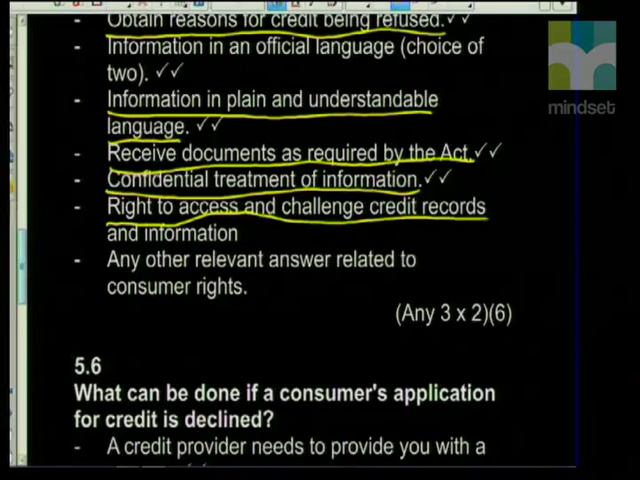 - Obtain reasons for credit being refused.✓✓
- Information in an official language (choice of
two). ✓✓
- Information in plain and understandable
language. ✓✓
- Receive documents as required by the Act.✓✓
- Confidential treatment of information.✓✓
- Right to access and challenge credit records
and information
- Any other relevant answer related to
consumer rights.
(Any 3 x 2)(6)
5.6
What can be done if a consumer's application
for credit is declined?
- A credit provider needs to provide you with a
mindset